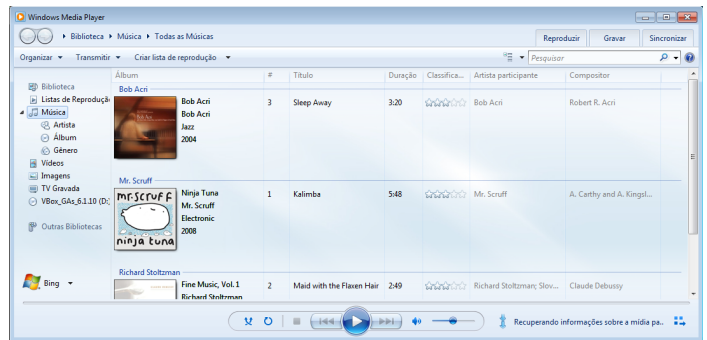 Windows Media Player
Biblioteca ▸ Música ▸ Todas as Músicas
Reproduzir Gravar Sincronizar
Organizar Transmitir Criar lista de reprodução
Pesquisar
Álbum # Título Duração Classifica... Artista participante Compositor
Biblioteca
Listas de Reproduçã
Música
Artista
Álbum
Gênero
Vídeos
Imagens
TV Gravada
VBox_GAs_6.1.10 (D:)
Outras Bibliotecas
Bing
Bob Acri
Bob Acri 3 Sleep Away 3:20 Bob Acri Robert R. Acri
Bob Acri
Jazz
2004
Mr. Scruff
mr.scruff
ninja tuna
Ninja Tuna 1 Kalimba 5:48 Mr. Scruff A. Carthy and A. Kingsl...
Mr. Scruff
Electronic
2008
Richard Stoltzman
Fine Music, Vol. 1 2 Maid with the Flaxen Hair 2:49 Richard Stoltzman; Slov... Claude Debussy
Richard Stoltzman
Recuperando informações sobre a mídia pa..